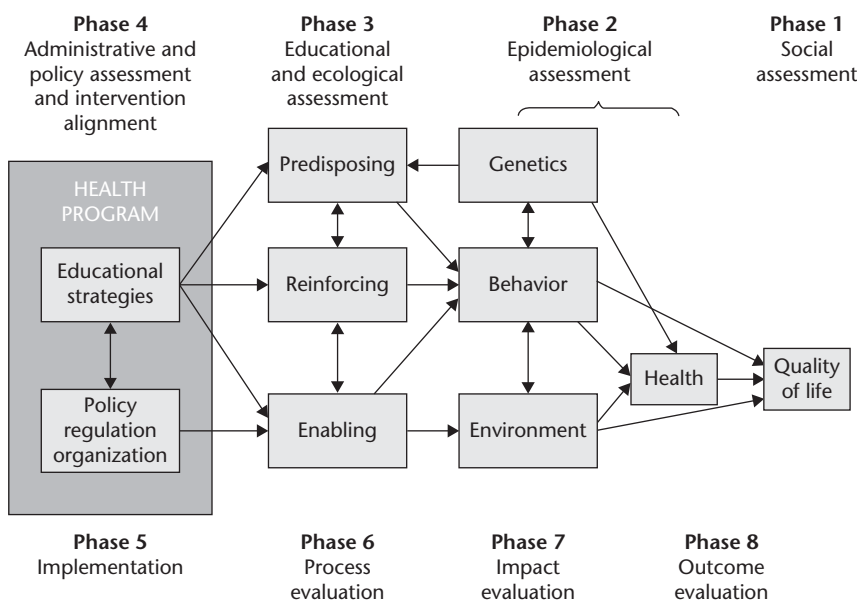 Phase 4
Administrative and
policy assessment
and intervention
alignment
Phase 3
Educational
and ecological
assessment
Phase 2
Epidemiological
assessment
Phase 1
Social
assessment
HEALTH
PROGRAM
Educational
strategies
Policy
regulation
organization
Predisposing
Reinforcing
Enabling
Genetics
Behavior
Environment
Health
Quality
of life
Phase 5
Implementation
Phase 6
Process
evaluation
Phase 7
Impact
evaluation
Phase 8
Outcome
evaluation